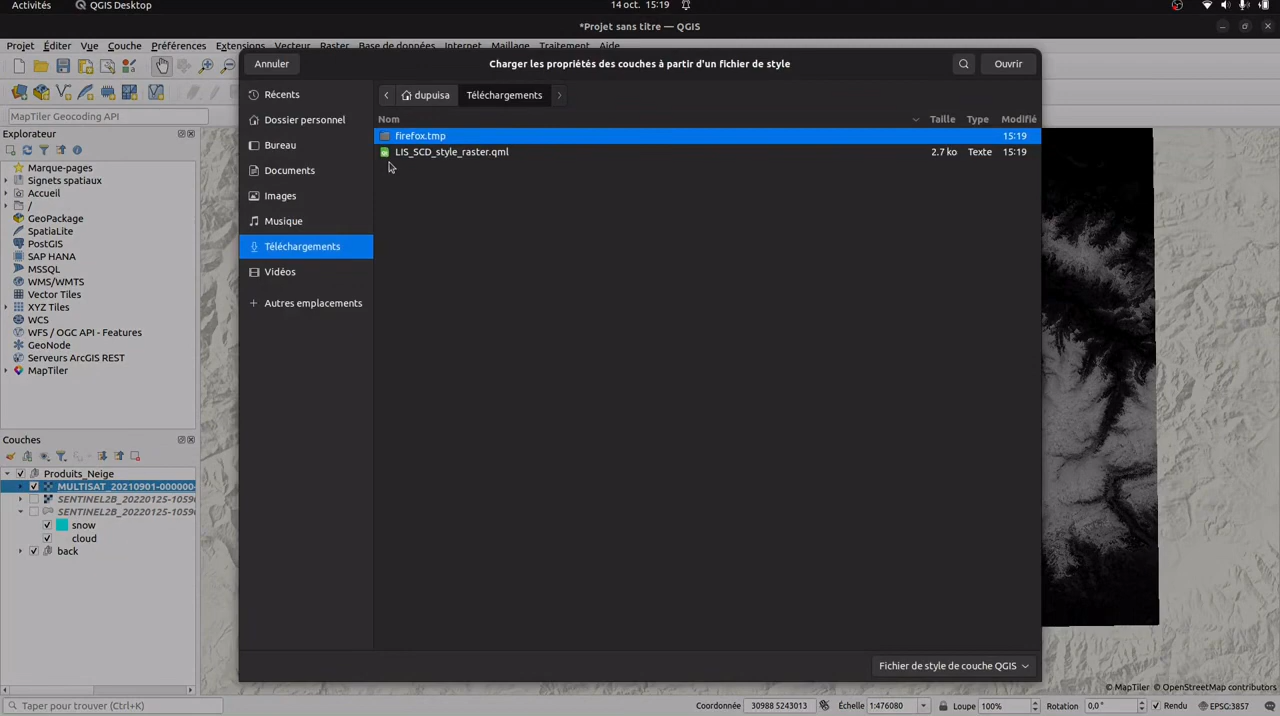 Activités
QGIS Desktop
14 oct. 15:19
*Projet sans titre — QGIS
Projet Éditer Vue Couche Préférences Extensions Vecteur Raster Base de données Internet Maillage Traitement Aide
Annuler
Charger les propriétés des couches à partir d'un fichier de style
Ouvrir
MapTiler Geocoding API
Récents
Dossier personnel
Bureau
Documents
Images
Musique
Téléchargements
Vidéos
Autres emplacements
dupuisa
Téléchargements
Nom Taille Type Modifié
firefox.tmp 15:19
LIS_SCD_style_raster.qml 2.7 ko Texte 15:19
Explorateur
Marque-pages
Signets spatiaux
Accueil
/
GeoPackage
SpatiaLite
PostGIS
SAP HANA
MSSQL
WMS/WMTS
Vector Tiles
XYZ Tiles
WCS
WFS / OGC API - Features
GeoNode
Serveurs ArcGIS REST
MapTiler
Couches
Produits_Neige
MULTISAT_20210901-000000-
SENTINEL2B_20220125-1059
SENTINEL2B_20220125-1059
snow
cloud
back
Fichier de style de couche QGIS
© MapTiler © OpenStreetMap contributors
Taper pour trouver (Ctrl+K)
Coordonnée 30988 5243013 Échelle 1:476080 Loupe 100% Rotation 0,0° Rendu EPSG:3857